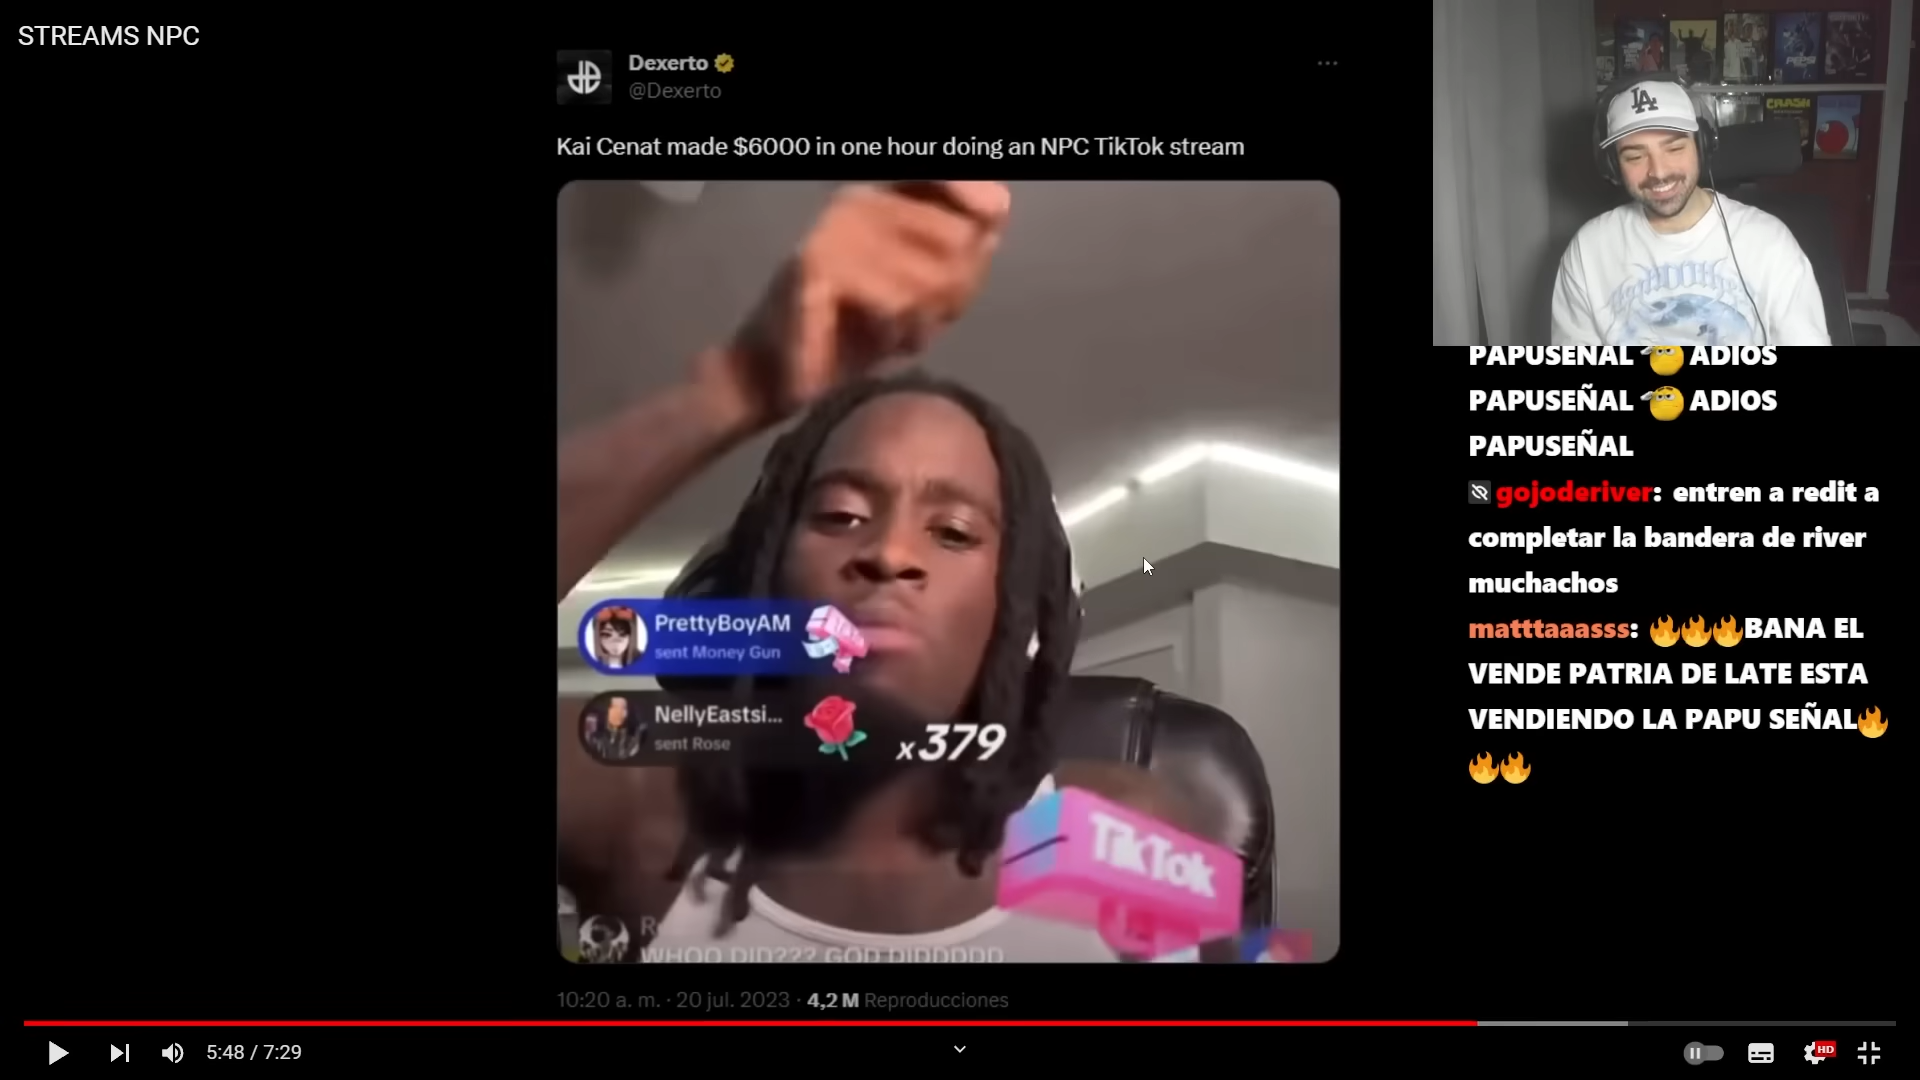 STREAMS NPC
Dexerto
@Dexerto
Kai Cenat made $6000 in one hour doing an NPC TikTok stream
PrettyBoyAM
sent Money Gun
NellyEastsi...
sent Rose
x379
TikTok
WHOO DID??? GOD DIDDDDD
10:20 a. m. · 20 jul. 2023 · 4,2 M Reproducciones
LA
CRASH
PAPUSEÑAL ADIOS
PAPUSEÑAL ADIOS
PAPUSEÑAL
gojoderiver: entren a redit a
completar la bandera de river
muchachos
matttaaasss: 🔥🔥🔥BANA EL
VENDE PATRIA DE LATE ESTA
VENDIENDO LA PAPU SEÑAL🔥
🔥🔥
5:48 / 7:29
HD